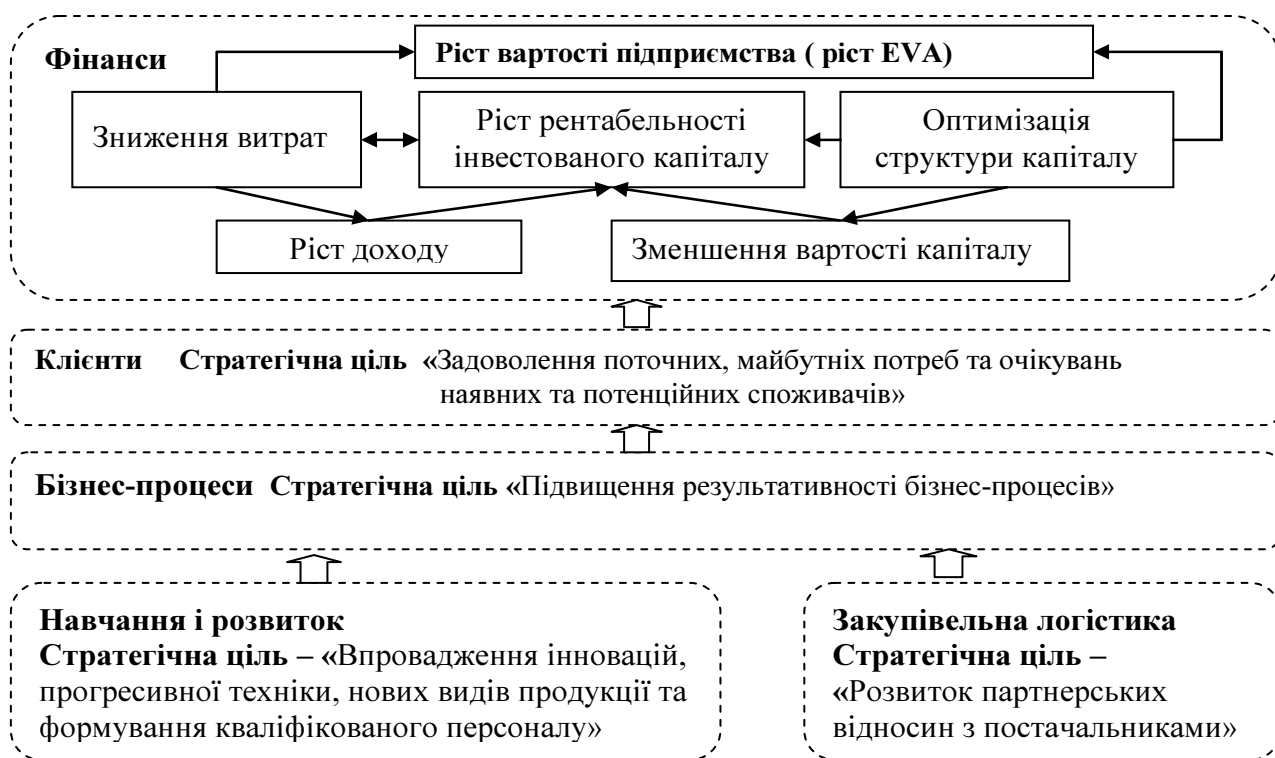 Фінанси
Ріст вартості підприємства ( ріст EVA)
Зниження витрат
Ріст рентабельності
інвестованого капіталу
Оптимізація
структури капіталу
Ріст доходу
Зменшення вартості капіталу
Клієнти Стратегічна ціль «Задоволення поточних, майбутніх потреб та очікувань
наявних та потенційних споживачів»
Бізнес-процеси Стратегічна ціль «Підвищення результативності бізнес-процесів»
Навчання і розвиток
Стратегічна ціль – «Впровадження інновацій,
прогресивної техніки, нових видів продукції та
формування кваліфікованого персоналу»
Закупівельна логістика
Стратегічна ціль –
«Розвиток партнерських
відносин з постачальниками»